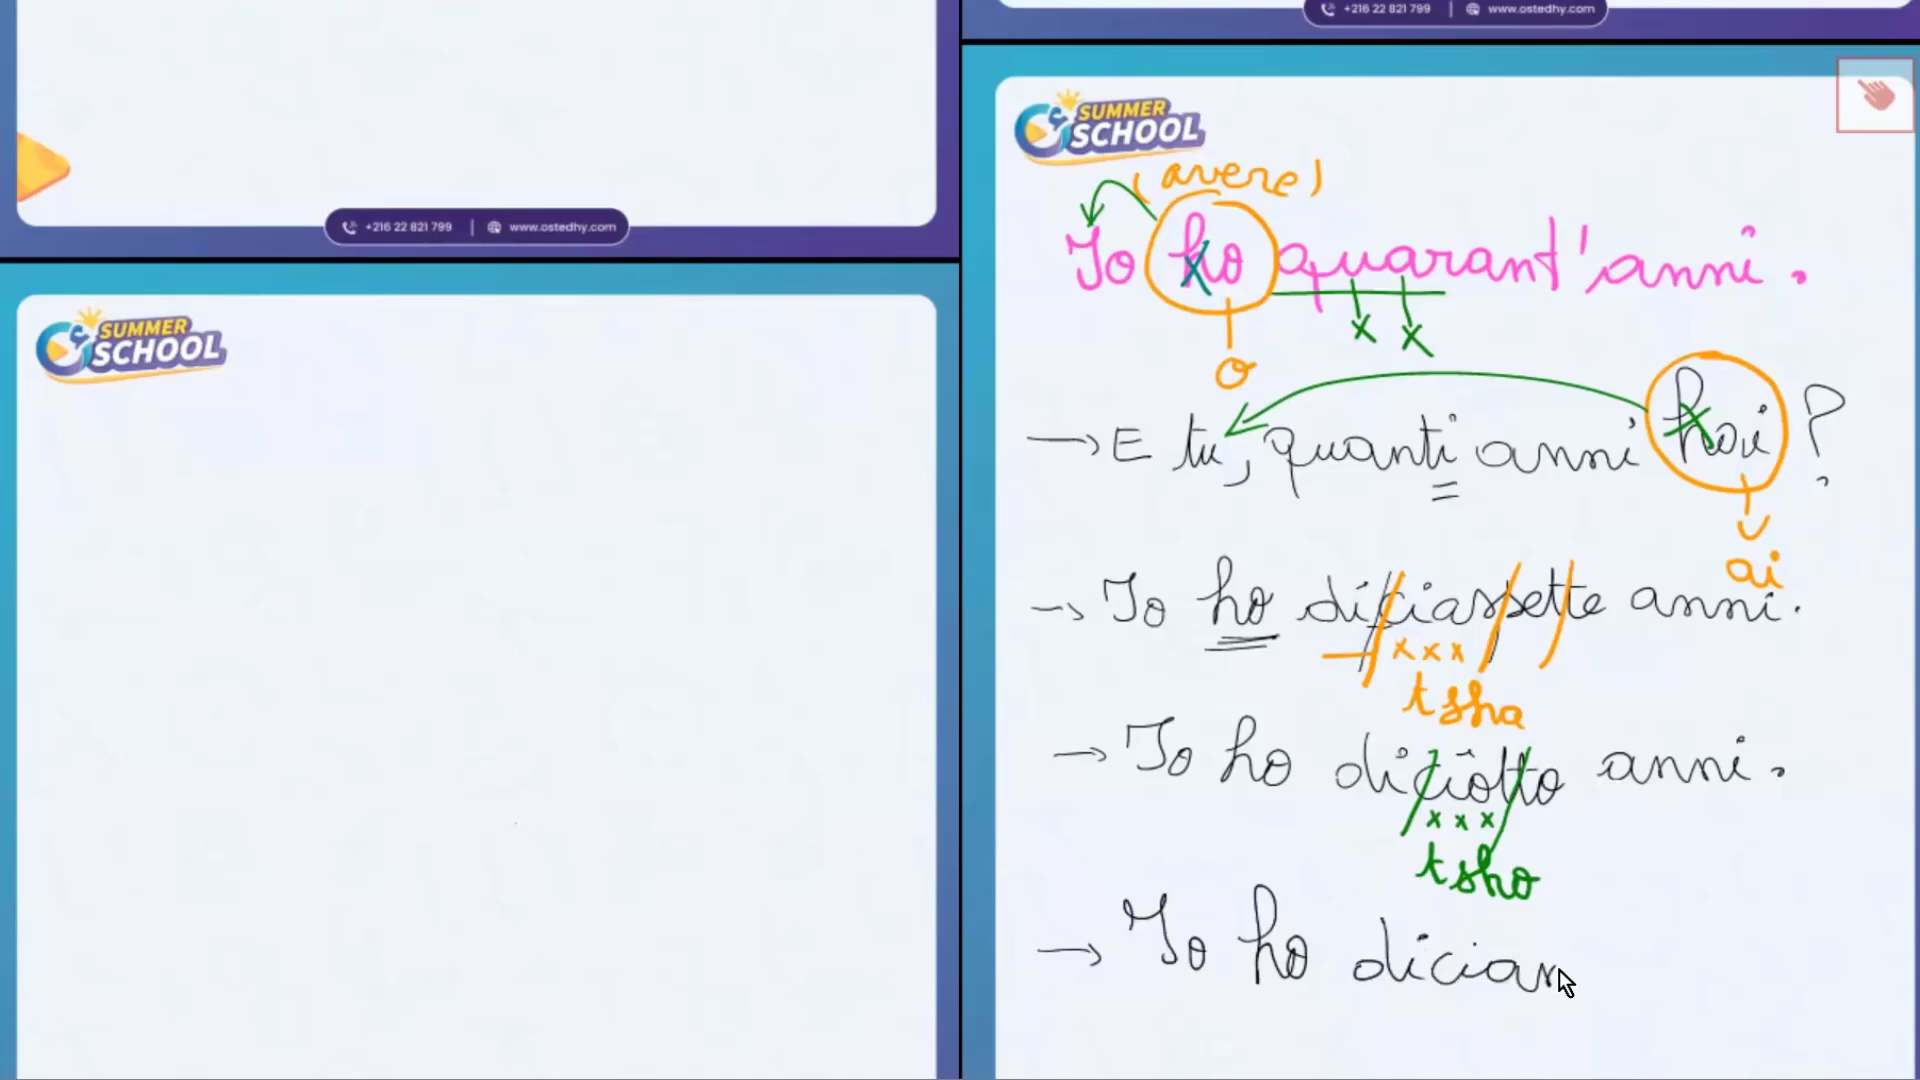 +216 22 821 799 | www.ostedhy.com
SUMMER
SCHOOL
+216 22 821 799 | www.ostedhy.com
SUMMER
SCHOOL
(avere)
Io ho quarant'anni.
x x
o
→ E tu, quanti anni hai ?
ai
→ Io ho diciassette anni.
x x x
tsha
→ Io ho diciotto anni.
x x x
tsho
→ Io ho dician